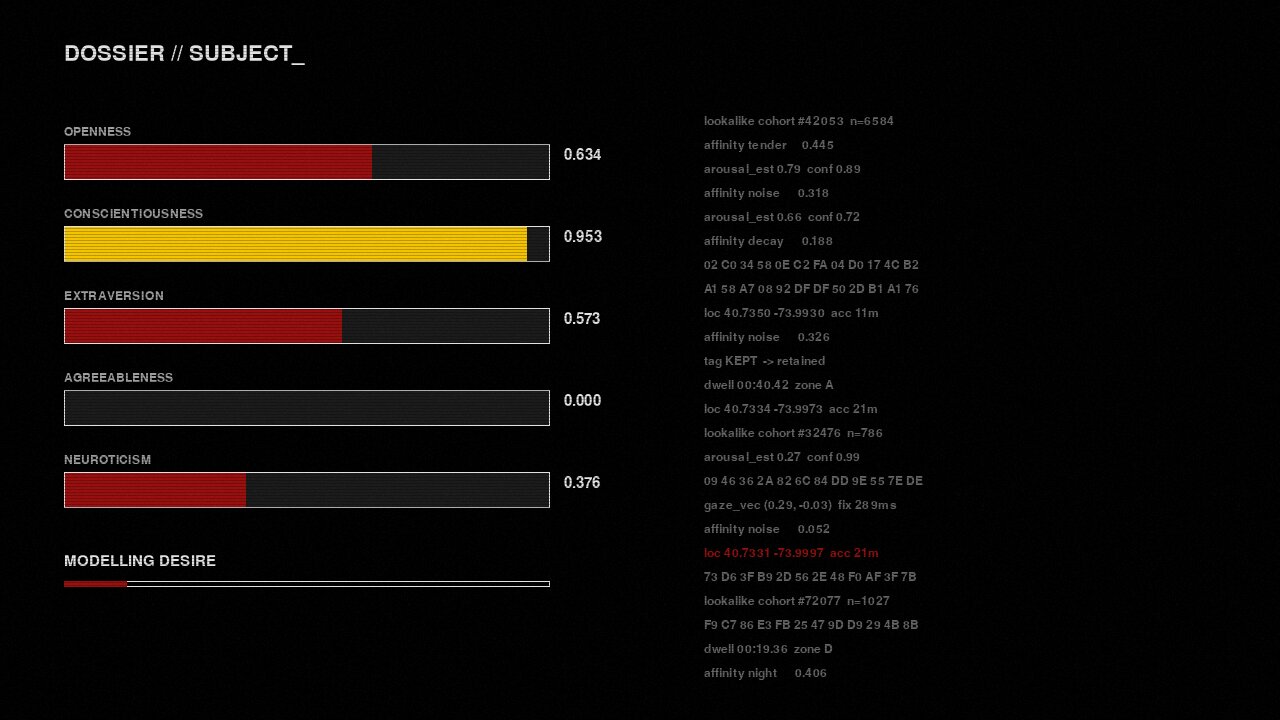 DOSSIER // SUBJECT_
OPENNESS
0.634
CONSCIENTIOUSNESS
0.953
EXTRAVERSION
0.573
AGREEABLENESS
0.000
NEUROTICISM
0.376
MODELLING DESIRE
lookalike cohort #42053 n=6584
affinity tender 0.445
arousal_est 0.79 conf 0.89
affinity noise 0.318
arousal_est 0.66 conf 0.72
affinity decay 0.188
02 C0 34 58 0E C2 FA 04 D0 17 4C B2
A1 58 A7 08 92 DF DF 50 2D B1 A1 76
loc 40.7350 -73.9930 acc 11m
affinity noise 0.326
tag KEPT -> retained
dwell 00:40.42 zone A
loc 40.7334 -73.9973 acc 21m
lookalike cohort #32476 n=786
arousal_est 0.27 conf 0.99
09 46 36 2A 82 6C 84 DD 9E 55 7E DE
gaze_vec (0.29, -0.03) fix 289ms
affinity noise 0.052
loc 40.7331 -73.9997 acc 21m
73 D6 3F B9 2D 56 2E 48 F0 AF 3F 7B
lookalike cohort #72077 n=1027
F9 C7 86 E3 FB 25 47 9D D9 29 4B 8B
dwell 00:19.36 zone D
affinity night 0.406